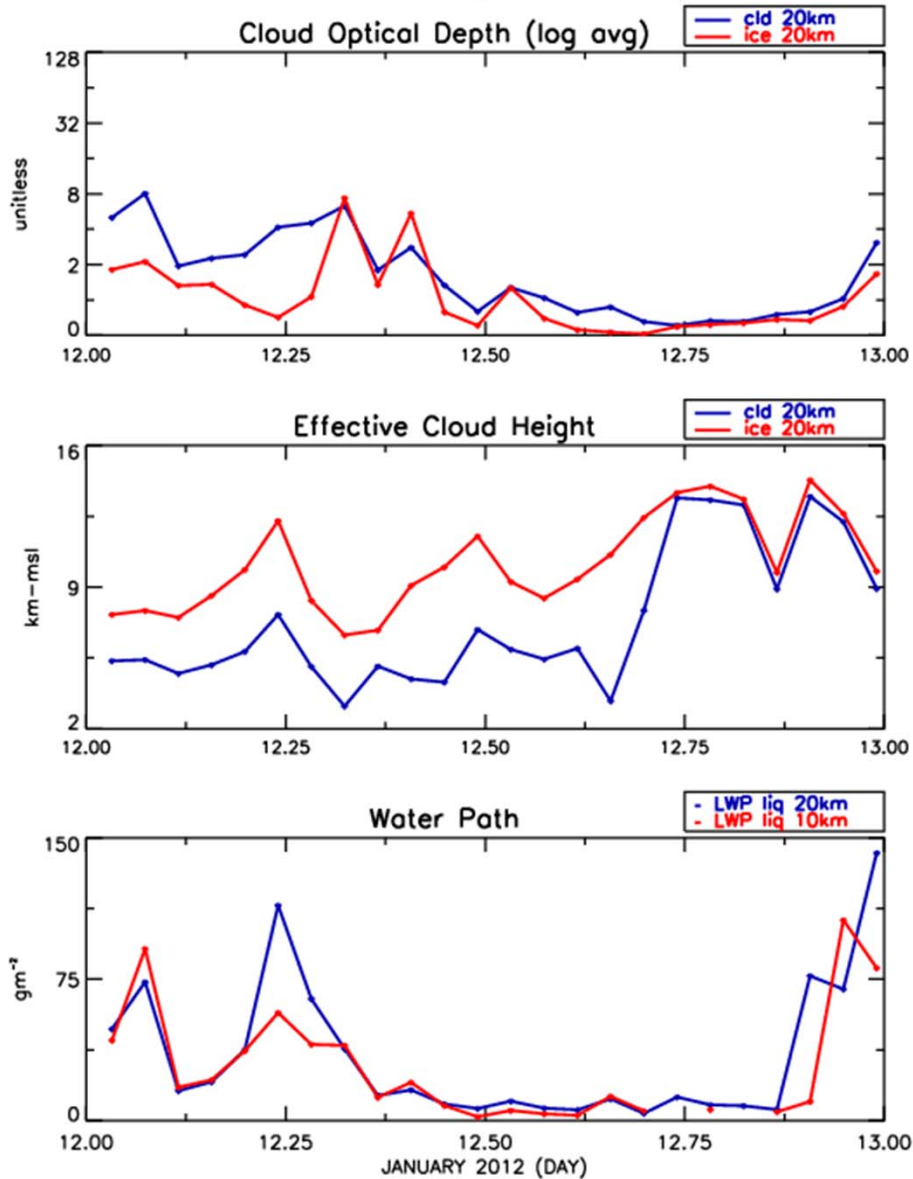 Cloud Optical Depth (log avg)
cld 20km
ice 20km
128
32
8
2
0
unitless
12.00 12.25 12.50 12.75 13.00
Effective Cloud Height
cld 20km
ice 20km
16
9
2
km-msl
12.00 12.25 12.50 12.75 13.00
Water Path
LWP liq 20km
LWP liq 10km
150
75
0
gm⁻²
12.00 12.25 12.50 12.75 13.00
JANUARY 2012 (DAY)